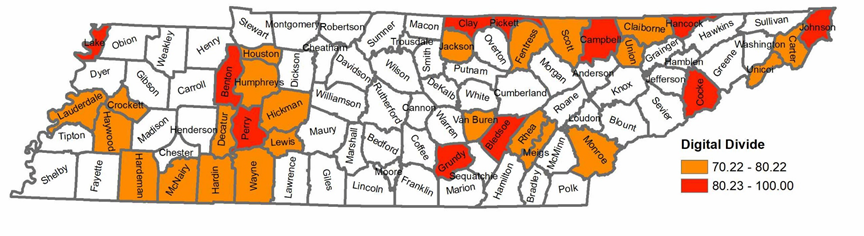 Stewart
Montgomery
Robertson
Sumner
Macon
Clay
Pickett
Scott
Campbell
Claiborne
Hancock
Hawkins
Sullivan
Johnson
Lake
Obion
Weakley
Henry
Houston
Cheatham
Trousdale
Smith
Jackson
Overton
Fentress
Union
Grainger
Hamblen
Washington
Carter
Greene
Unicoi
Dyer
Gibson
Carroll
Benton
Humphreys
Dickson
Davidson
Wilson
DeKalb
Putnam
Morgan
Anderson
Knox
Jefferson
Cocke
Lauderdale
Crockett
Haywood
Madison
Henderson
Decatur
Perry
Hickman
Williamson
Rutherford
Cannon
White
Cumberland
Roane
Loudon
Blount
Sevier
Tipton
Chester
Lewis
Maury
Marshall
Bedford
Coffee
Warren
Van Buren
Bledsoe
Rhea
Meigs
McMinn
Monroe
Shelby
Fayette
Hardeman
McNairy
Hardin
Wayne
Lawrence
Giles
Lincoln
Moore
Franklin
Grundy
Sequatchie
Marion
Hamilton
Bradley
Polk
Digital Divide
70.22 - 80.22
80.23 - 100.00